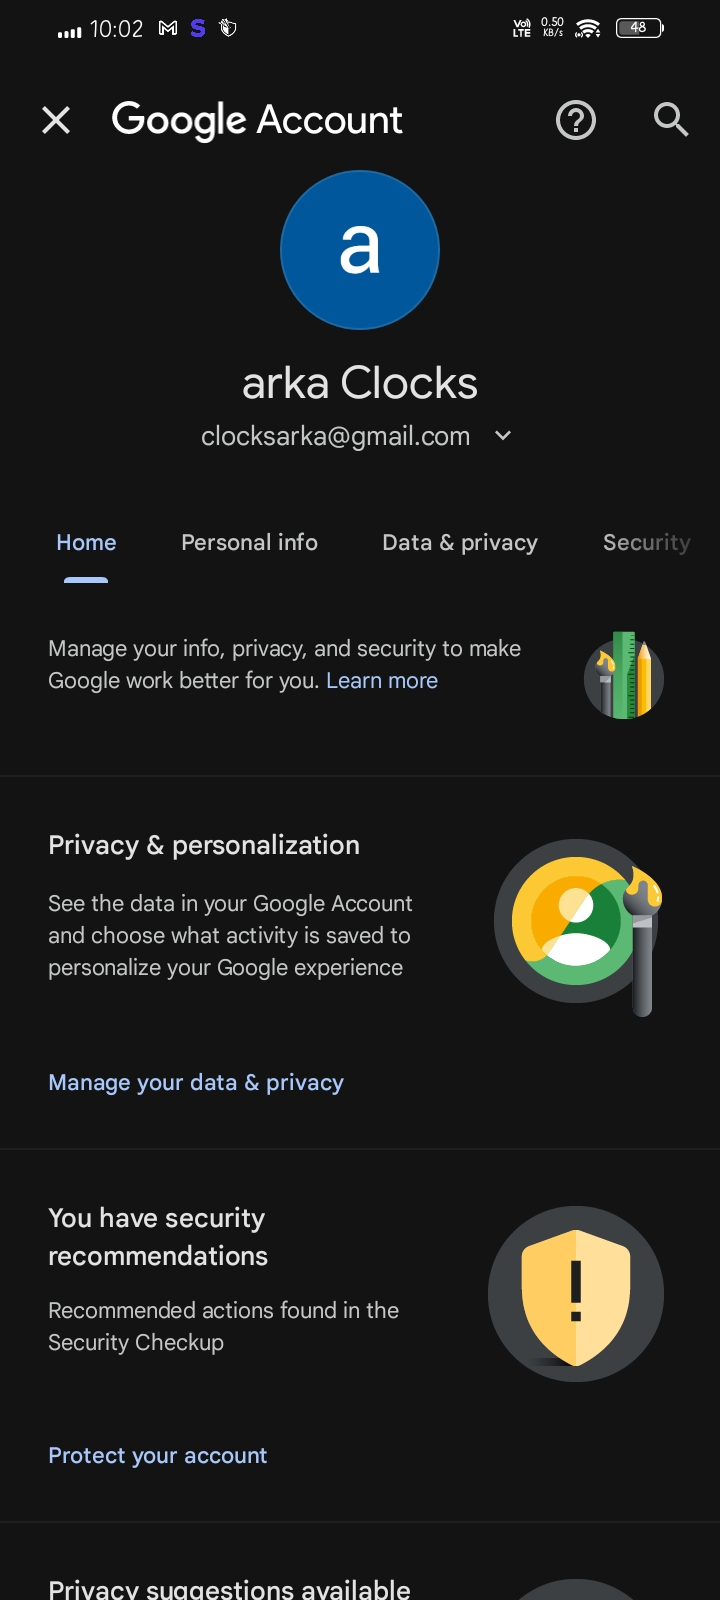 10:02 M S VoI) LTE 0.50 KB/s 48
Google Account
a
arka Clocks
clocksarka@gmail.com
Home Personal info Data & privacy Security
Manage your info, privacy, and security to make
Google work better for you. Learn more
Privacy & personalization
See the data in your Google Account
and choose what activity is saved to
personalize your Google experience
Manage your data & privacy
You have security
recommendations
Recommended actions found in the
Security Checkup
Protect your account
Privacy suggestions available